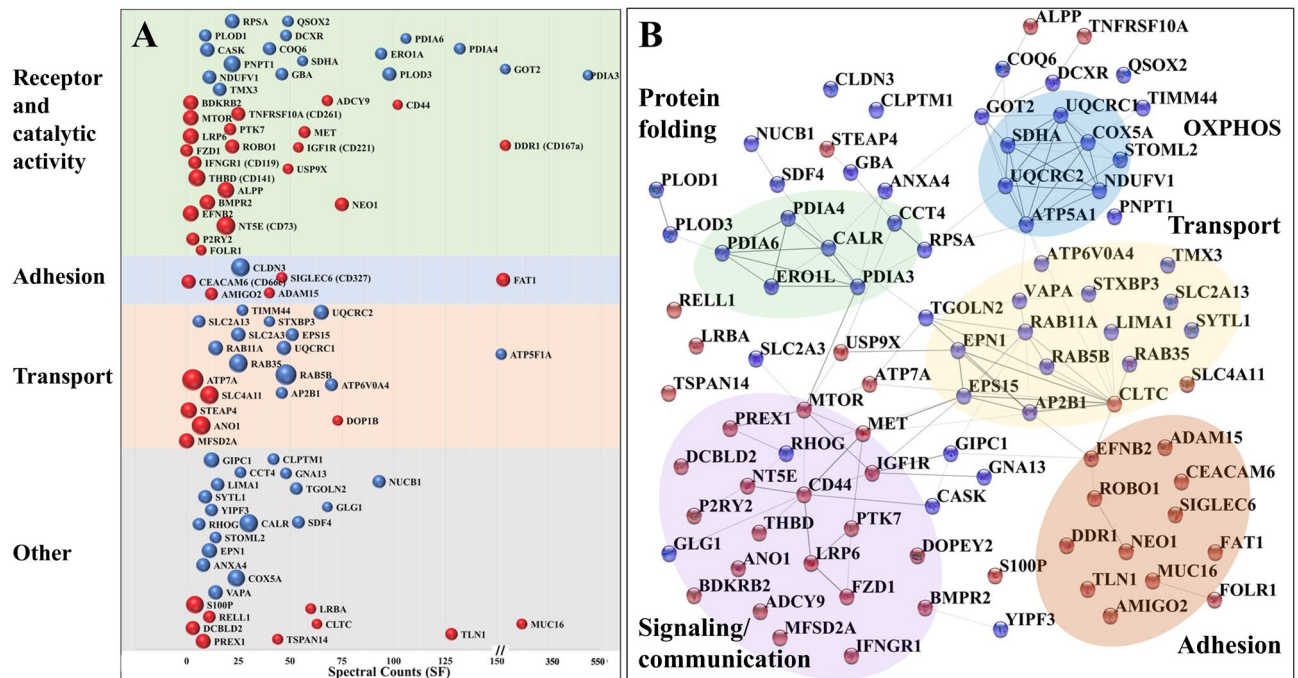 A
Receptor
and
catalytic
activity
RPSA
QSOX2
PLOD1
DCXR
PDIA6
CASK
COQ6
PDIA4
ERO1A
PNPT1
SDHA
NDUFV1
GBA
PLOD3
GOT2
PDIA3
TMX3
BDKRB2
ADCY9
CD44
MTOR
TNFRSF10A (CD261)
LRP6
PTK7
MET
FZD1
ROBO1
IGF1R (CD221)
DDR1 (CD167a)
IFNGR1 (CD119)
USP9X
THBD (CD141)
ALPP
BMPR2
NEO1
EFNB2
NT5E (CD73)
P2RY2
FOLR1
Adhesion
CLDN3
CEACAM6 (CD66c)
SIGLEC6 (CD327)
FAT1
AMIGO2
ADAM15
Transport
TIMM44
UQCRC2
SLC2A13
STXBP3
SLC2A3
EPS15
RAB11A
UQCRC1
ATP5F1A
RAB35
RAB5B
ATP7A
ATP6V0A4
SLC4A11
AP2B1
STEAP4
ANO1
DOP1B
MFSD2A
Other
GIPC1
CLPTM1
CCT4
GNA13
NUCB1
LIMA1
TGOLN2
SYTL1
YIPF3
GLG1
RHOG
CALR
SDF4
STOML2
EPN1
ANXA4
COX5A
VAPA
S100P
LRBA
RELL1
CLTC
MUC16
DCBLD2
TLN1
PREX1
TSPAN14
0 25 50 75 100 150 // 350 550
Spectral Counts (SF)
B
ALPP
TNFRSF10A
COQ6
DCXR
QSOX2
CLDN3
CLPTM1
Protein
folding
GOT2
UQCRC1
TIMM44
OXPHOS
NUCB1
STEAP4
SDHA
COX5A
STOML2
GBA
SDF4
ANXA4
UQCRC2
NDUFV1
PLOD1
PNPT1
PDIA4
CCT4
ATP5A1
Transport
PLOD3
PDIA6
CALR
RPSA
ERO1L
PDIA3
ATP6V0A4
TMX3
VAPA
STXBP3
SLC2A13
RELL1
TGOLN2
RAB11A
LIMA1
SYTL1
LRBA
SLC2A3
USP9X
EPN1
RAB5B
RAB35
TSPAN14
ATP7A
EPS15
SLC4A11
MTOR
AP2B1
CLTC
PREX1
MET
RHOG
GIPC1
EFNB2
ADAM15
DCBLD2
IGF1R
GNA13
CEACAM6
NT5E
CD44
CASK
ROBO1
SIGLEC6
P2RY2
THBD
PTK7
DDR1
NEO1
FAT1
GLG1
ANO1
LRP6
DOPEY2
S100P
TLN1
MUC16
FOLR1
BDKRB2
ADCY9
FZD1
BMPR2
AMIGO2
MFSD2A
YIPF3
Signaling/
communication
IFNGR1
Adhesion